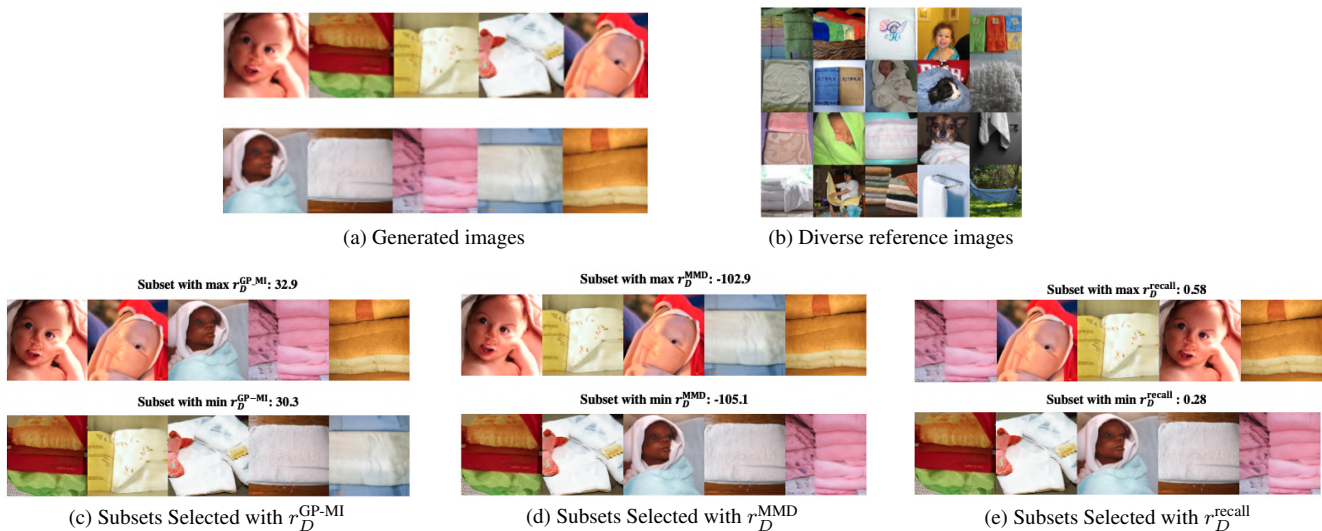 (a) Generated images
(b) Diverse reference images
Subset with max r_D^GP_MI: 32.9
Subset with min r_D^GP−MI: 30.3
(c) Subsets Selected with r_D^GP-MI
Subset with max r_D^MMD: -102.9
Subset with min r_D^MMD: -105.1
(d) Subsets Selected with r_D^MMD
Subset with max r_D^recall: 0.58
Subset with min r_D^recall : 0.28
(e) Subsets Selected with r_D^recall